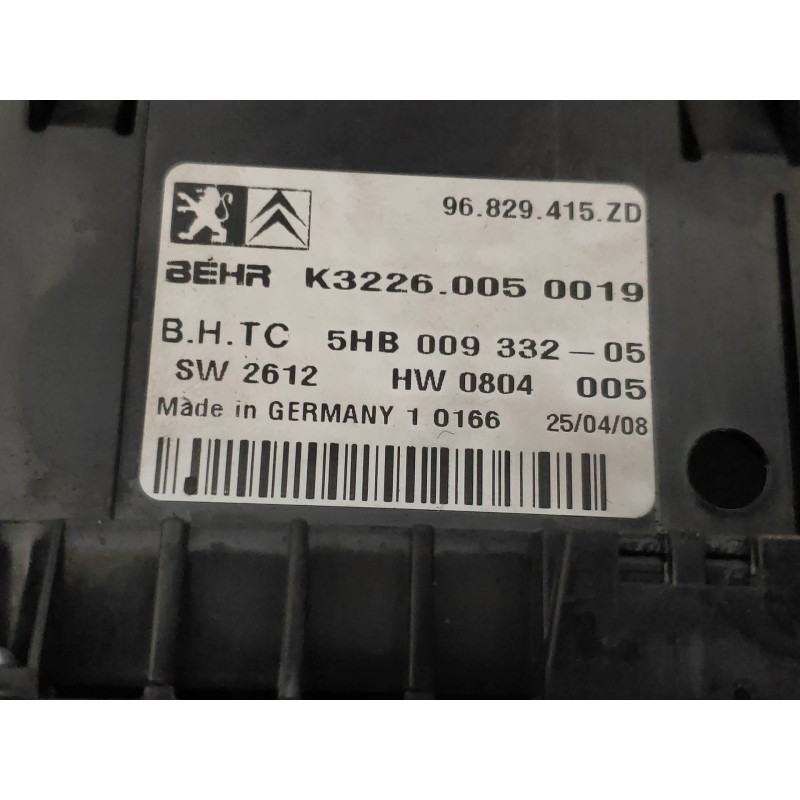 96.829.415.ZD
BEHR K3226.005 0019
B.H.TC 5HB 009 332-05
SW 2612 HW 0804 005
Made in GERMANY 1 0166 25/04/08